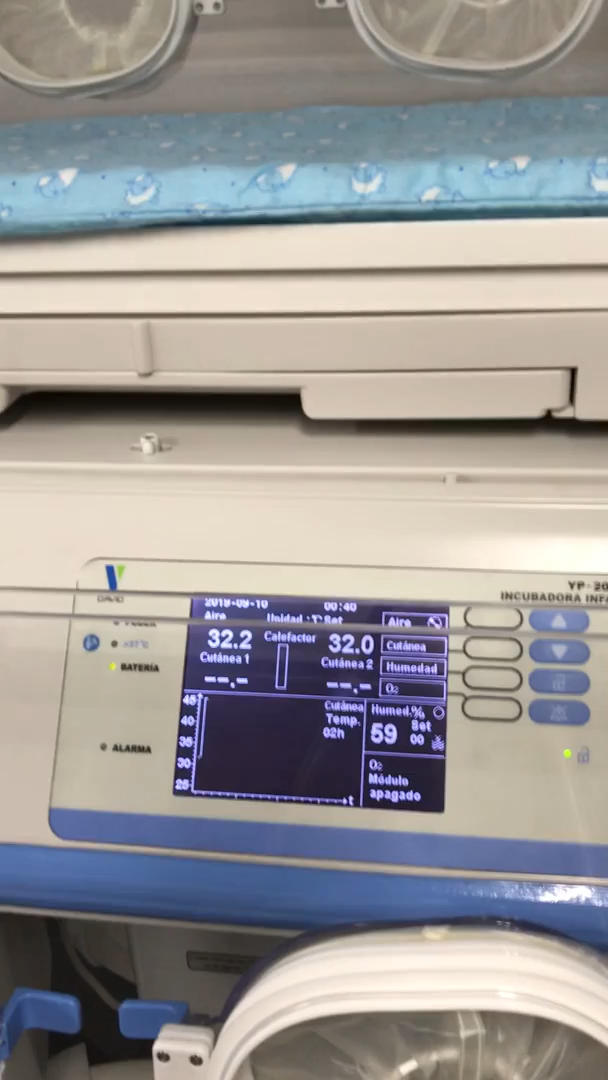 YP-20
INCUBADORA INFA
DAVID
2019-09-10 00:40
Aire Unidad :°C Set
32.2 Calefactor 32.0
Cutánea 1 Cutánea 2
--.- --.-
Aire
Cutánea
Humedad
O2
>37°C
BATERÍA
ALARMA
45
40
35
30
25
t
Cutánea
Temp.
02h
Humed.%
59 Set
00
O2
Módulo
apagado